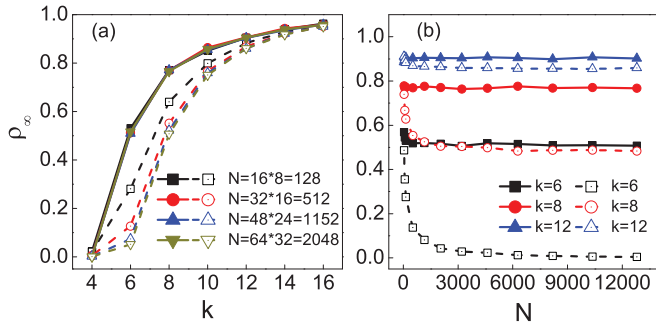 (a)
ρ∞
1.0
0.8
0.6
0.4
0.2
0.0
4 6 8 10 12 14 16
k
N=16*8=128
N=32*16=512
N=48*24=1152
N=64*32=2048
(b)
1.0
0.8
0.6
0.4
0.2
0.0
0 3000 6000 9000 12000
N
k=6 k=6
k=8 k=8
k=12 k=12